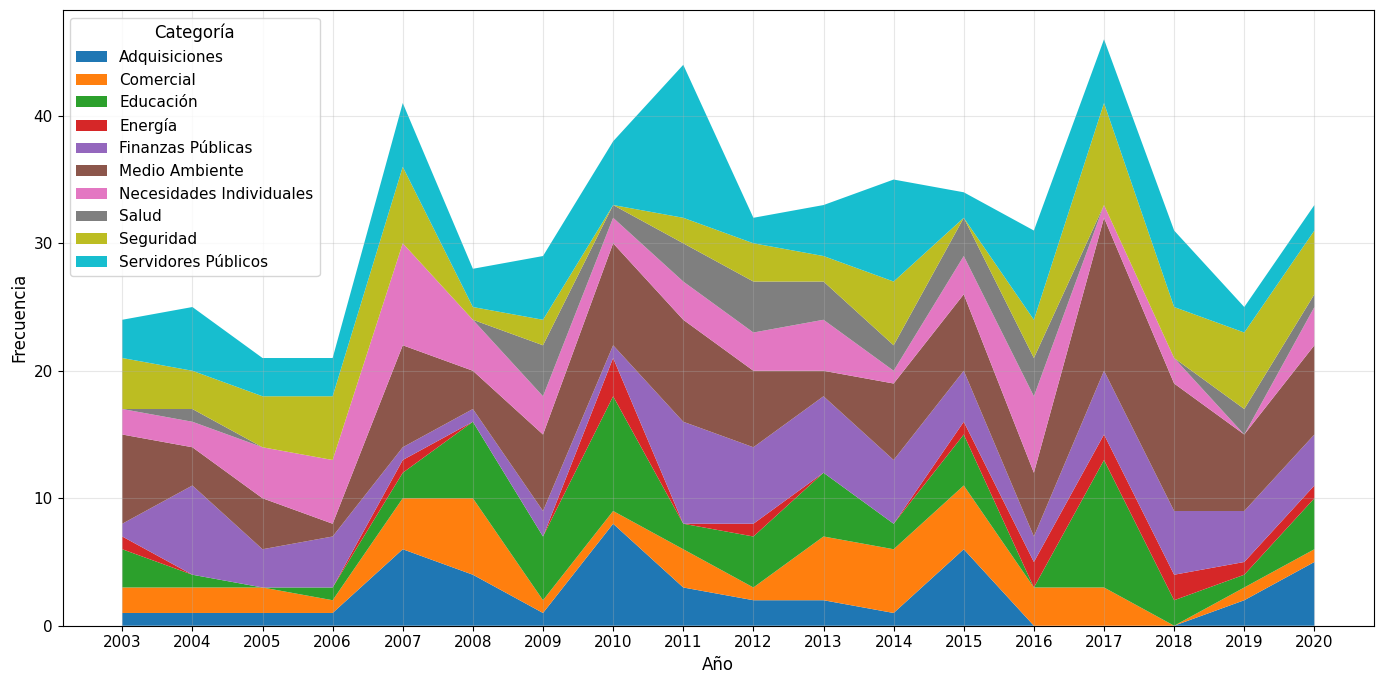 Categoría
Adquisiciones
Comercial
Educación
Energía
Finanzas Públicas
Medio Ambiente
Necesidades Individuales
Salud
Seguridad
Servidores Públicos
Frecuencia
40
30
20
10
0
2003 2004 2005 2006 2007 2008 2009 2010 2011 2012 2013 2014 2015 2016 2017 2018 2019 2020
Año